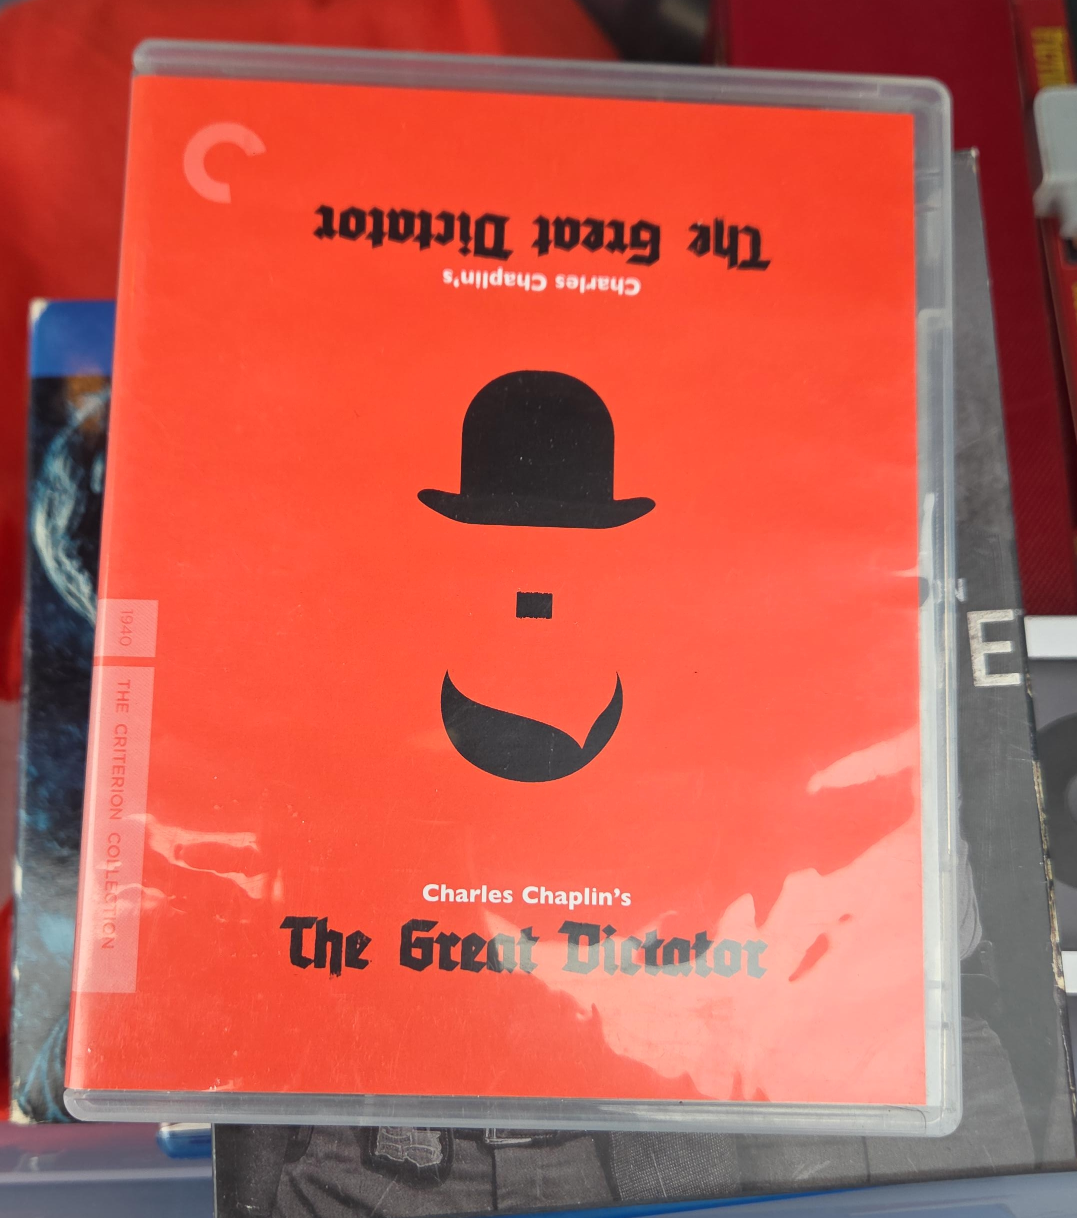 The Great Dictator
Charles Chaplin's
1940
THE CRITERION COLLECTION
E
Charles Chaplin's
The Great Dictator